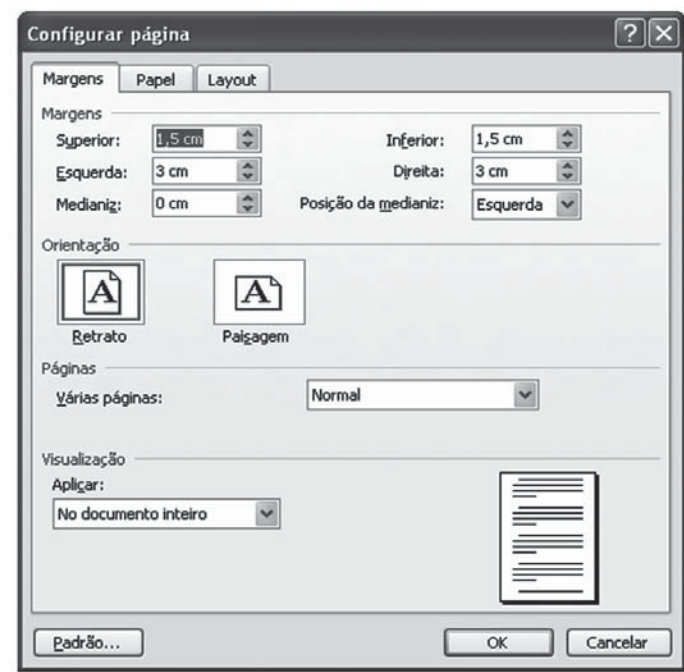 Configurar página
Margens Papel Layout
Margens
Superior: 1,5 cm Inferior: 1,5 cm
Esquerda: 3 cm Direita: 3 cm
Medianiz: 0 cm Posição da medianiz: Esquerda
Orientação
A A
Retrato Paisagem
Páginas
Várias páginas: Normal
Visualização
Aplicar:
No documento inteiro
Padrão... OK Cancelar